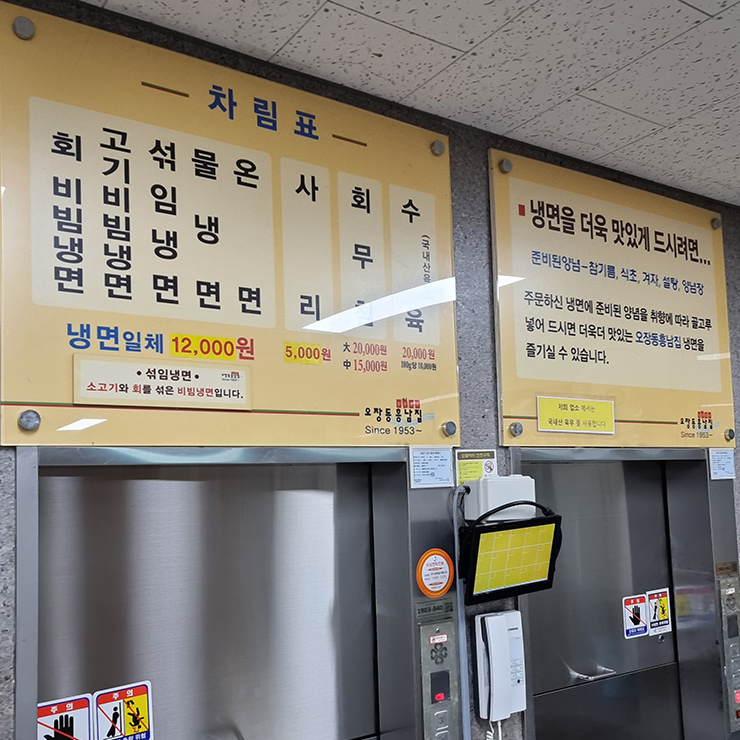 차림표
회비빔냉면
고기비빔냉면
섞임냉면
물냉면
온면
사리
회무침
수육
(국내산육
냉면일체 12,000원
5,000원
大 20,000원
中 15,000원
20,000원
100g당 10,000원
• 섞임냉면 •
소고기와 회를 섞은 비빔냉면입니다.
오장동흥남집
Since 1953~
냉면을 더욱 맛있게 드시려면...
준비된양념-참기름, 식초, 겨자, 설탕, 양념장
주문하신 냉면에 준비된 양념을 취향에 따라 골고루
넣어 드시면 더욱더 맛있는 오장동흥남집 냉면을
즐기실 수 있습니다.
저희 업소에서는
국내산 육우를 사용합니다
오장동흥남집
Since 1953~
주의
주의